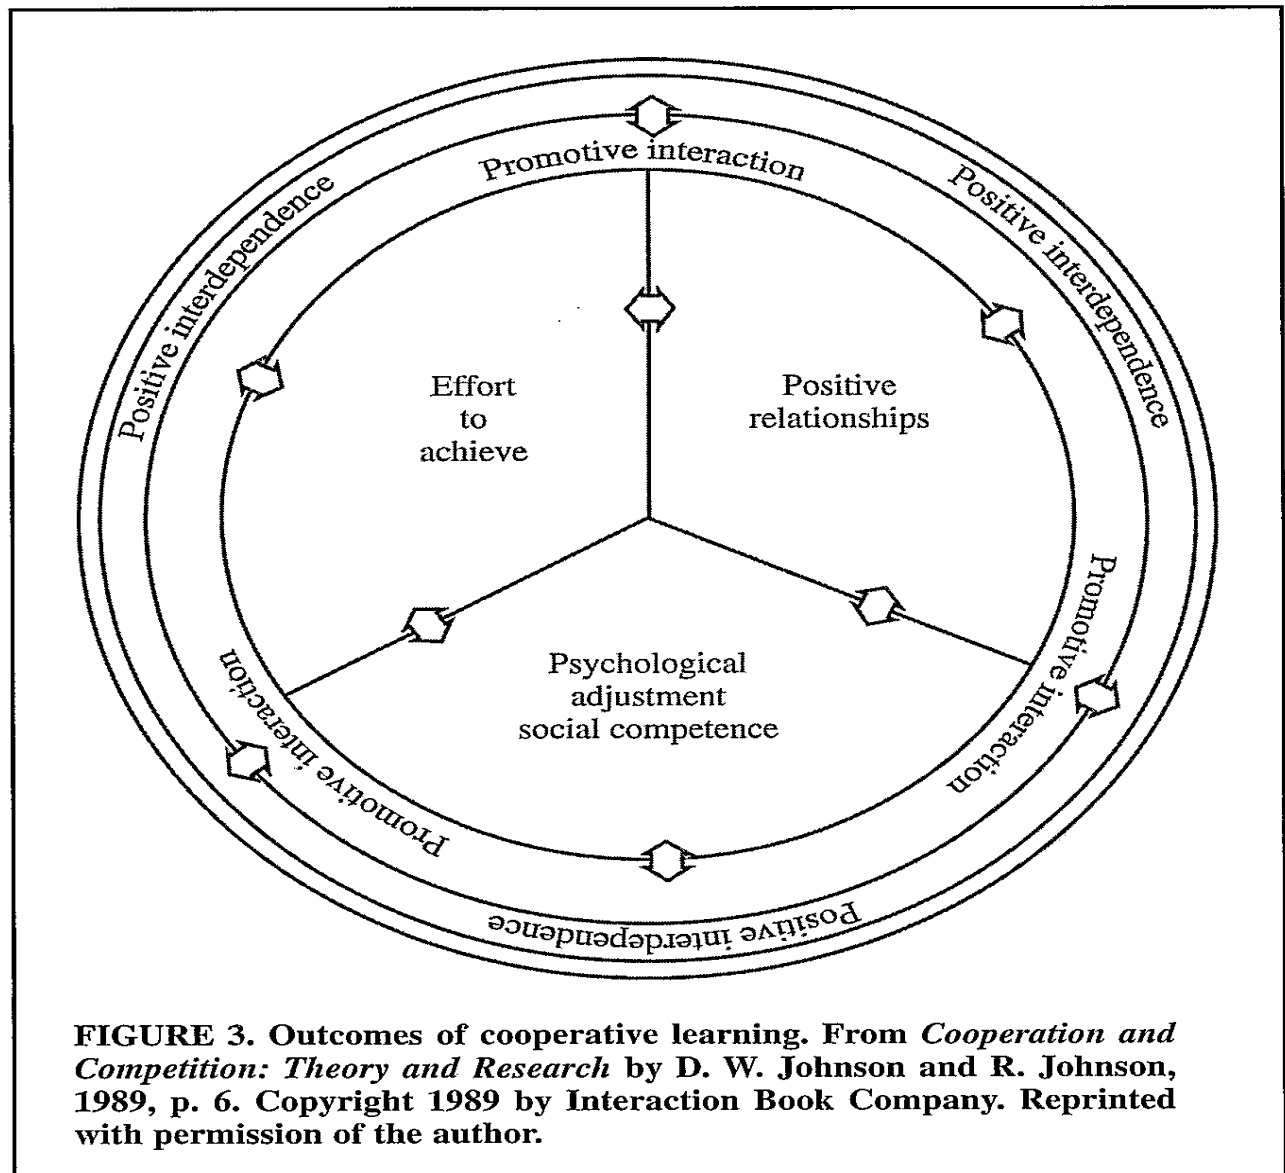 Promotive interaction
Positive interdependence
Positive interdependence
Effort
to
achieve
Positive
relationships
Psychological
adjustment
social competence
Promotive interaction
Promotive interaction
Positive interdependence
FIGURE 3. Outcomes of cooperative learning. From Cooperation and
Competition: Theory and Research by D. W. Johnson and R. Johnson,
1989, p. 6. Copyright 1989 by Interaction Book Company. Reprinted
with permission of the author.